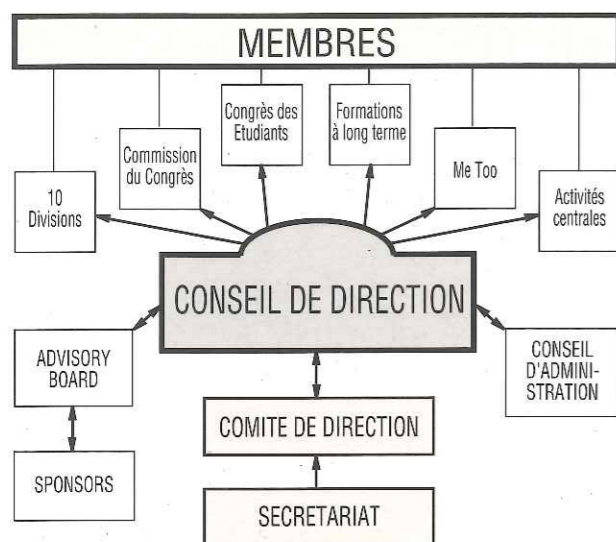 MEMBRES
Congrès des
Etudiants
Formations
à long terme
Commission
du Congrès
Me Too
10
Divisions
Activités
centrales
CONSEIL DE DIRECTION
ADVISORY
BOARD
CONSEIL
D'ADMINI-
STRATION
COMITE DE DIRECTION
SPONSORS
SECRETARIAT